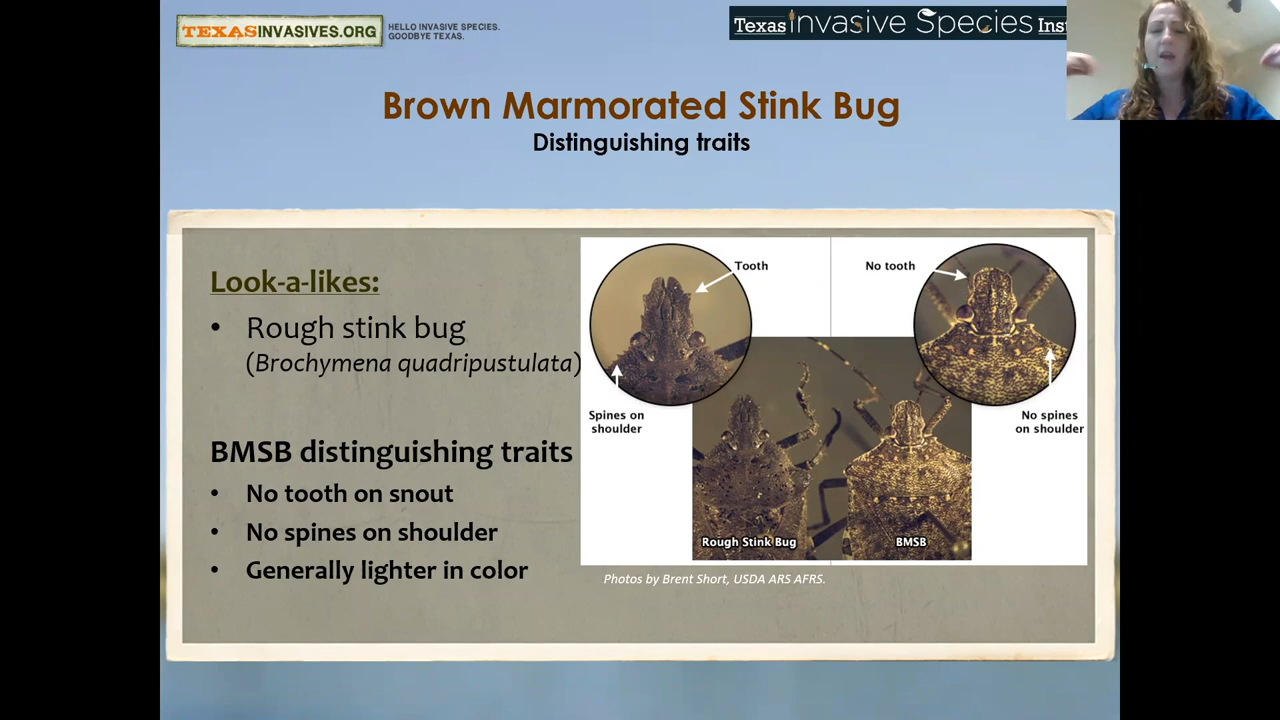 TEXASINVASIVES.ORG
HELLO INVASIVE SPECIES.
GOODBYE TEXAS.
Texas Invasive Species Inst
Brown Marmorated Stink Bug
Distinguishing traits
Look-a-likes:
• Rough stink bug
(Brochymena quadripustulata)
BMSB distinguishing traits
• No tooth on snout
• No spines on shoulder
• Generally lighter in color
Tooth
No tooth
Spines on
shoulder
No spines
on shoulder
Rough Stink Bug
BMSB
Photos by Brent Short, USDA ARS AFRS.